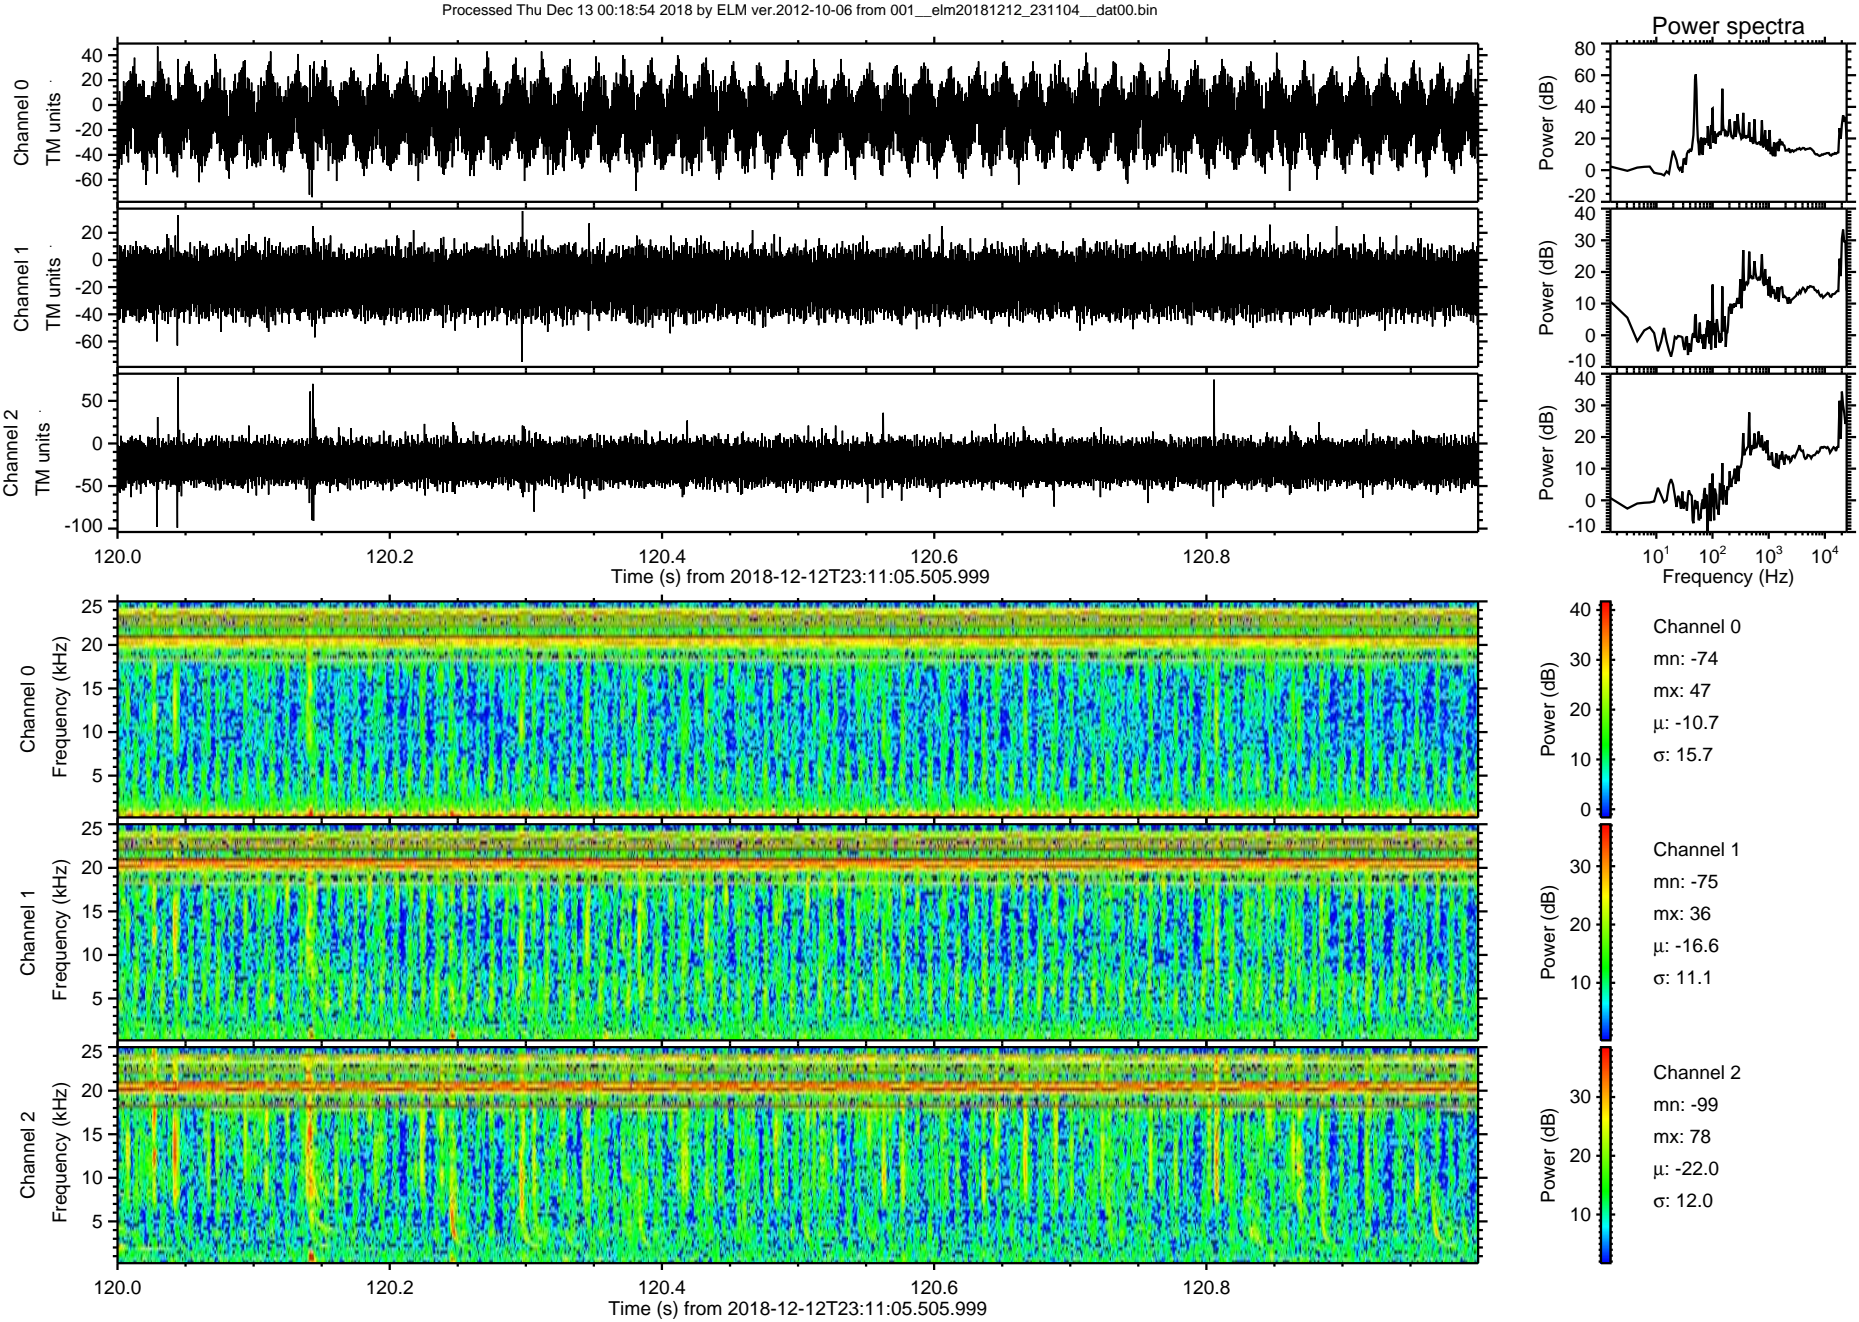 Processed Thu Dec 13 00:18:54 2018 by ELM ver.2012-10-06 from 001__elm20181212_231104__dat00.bin
Power spectra
Channel 0
TM units
40
20
0
-20
-40
-60
Power (dB)
80
60
40
20
0
-20
Channel 1
TM units
20
0
-20
-40
-60
Power (dB)
40
30
20
10
0
-10
Channel 2
TM units
50
0
-50
-100
Power (dB)
40
30
20
10
0
-10
120.0 120.2 120.4 120.6 120.8
Time (s) from 2018-12-12T23:11:05.505.999
10¹ 10² 10³ 10⁴
Frequency (Hz)
Channel 0
Frequency (kHz)
25
20
15
10
5
Power (dB)
40
30
20
10
0
Channel 0
mn: -74
mx: 47
μ: -10.7
σ: 15.7
Channel 1
Frequency (kHz)
25
20
15
10
5
Power (dB)
30
20
10
Channel 1
mn: -75
mx: 36
μ: -16.6
σ: 11.1
Channel 2
Frequency (kHz)
25
20
15
10
5
Power (dB)
30
20
10
Channel 2
mn: -99
mx: 78
μ: -22.0
σ: 12.0
120.0 120.2 120.4 120.6 120.8
Time (s) from 2018-12-12T23:11:05.505.999